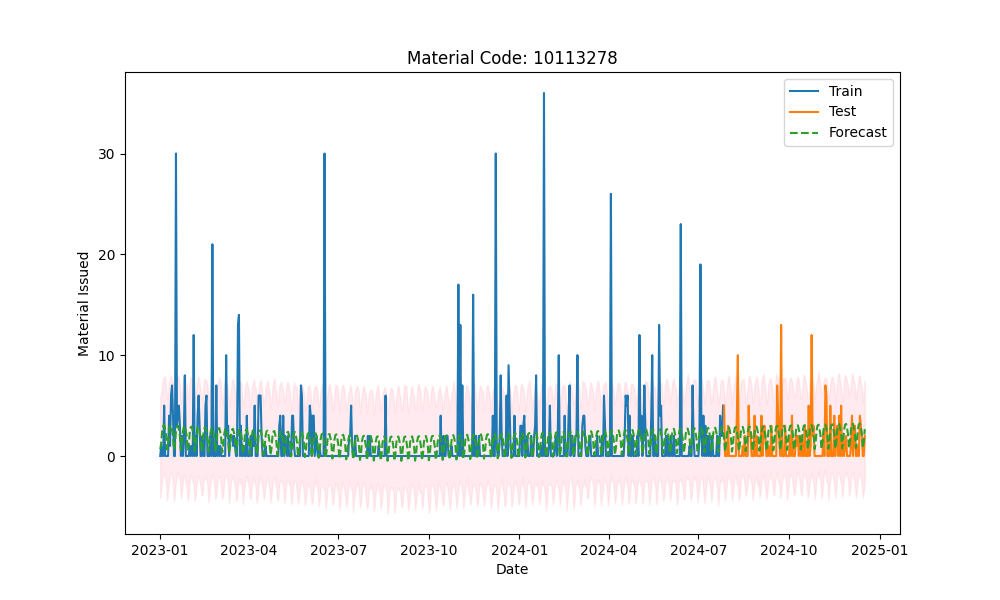 Material Code: 10113278
Train
Test
Forecast
Material Issued
30
20
10
0
2023-01 2023-04 2023-07 2023-10 2024-01 2024-04 2024-07 2024-10 2025-01
Date